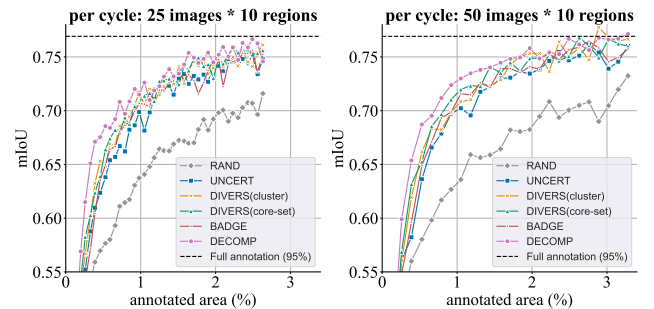 per cycle: 25 images * 10 regions
mIoU
0.75
0.70
0.65
0.60
0.55
0
1
2
3
annotated area (%)
RAND
UNCERT
DIVERS(cluster)
DIVERS(core-set)
BADGE
DECOMP
Full annotation (95%)
per cycle: 50 images * 10 regions
mIoU
0.75
0.70
0.65
0.60
0.55
0
1
2
3
annotated area (%)
RAND
UNCERT
DIVERS(cluster)
DIVERS(core-set)
BADGE
DECOMP
Full annotation (95%)